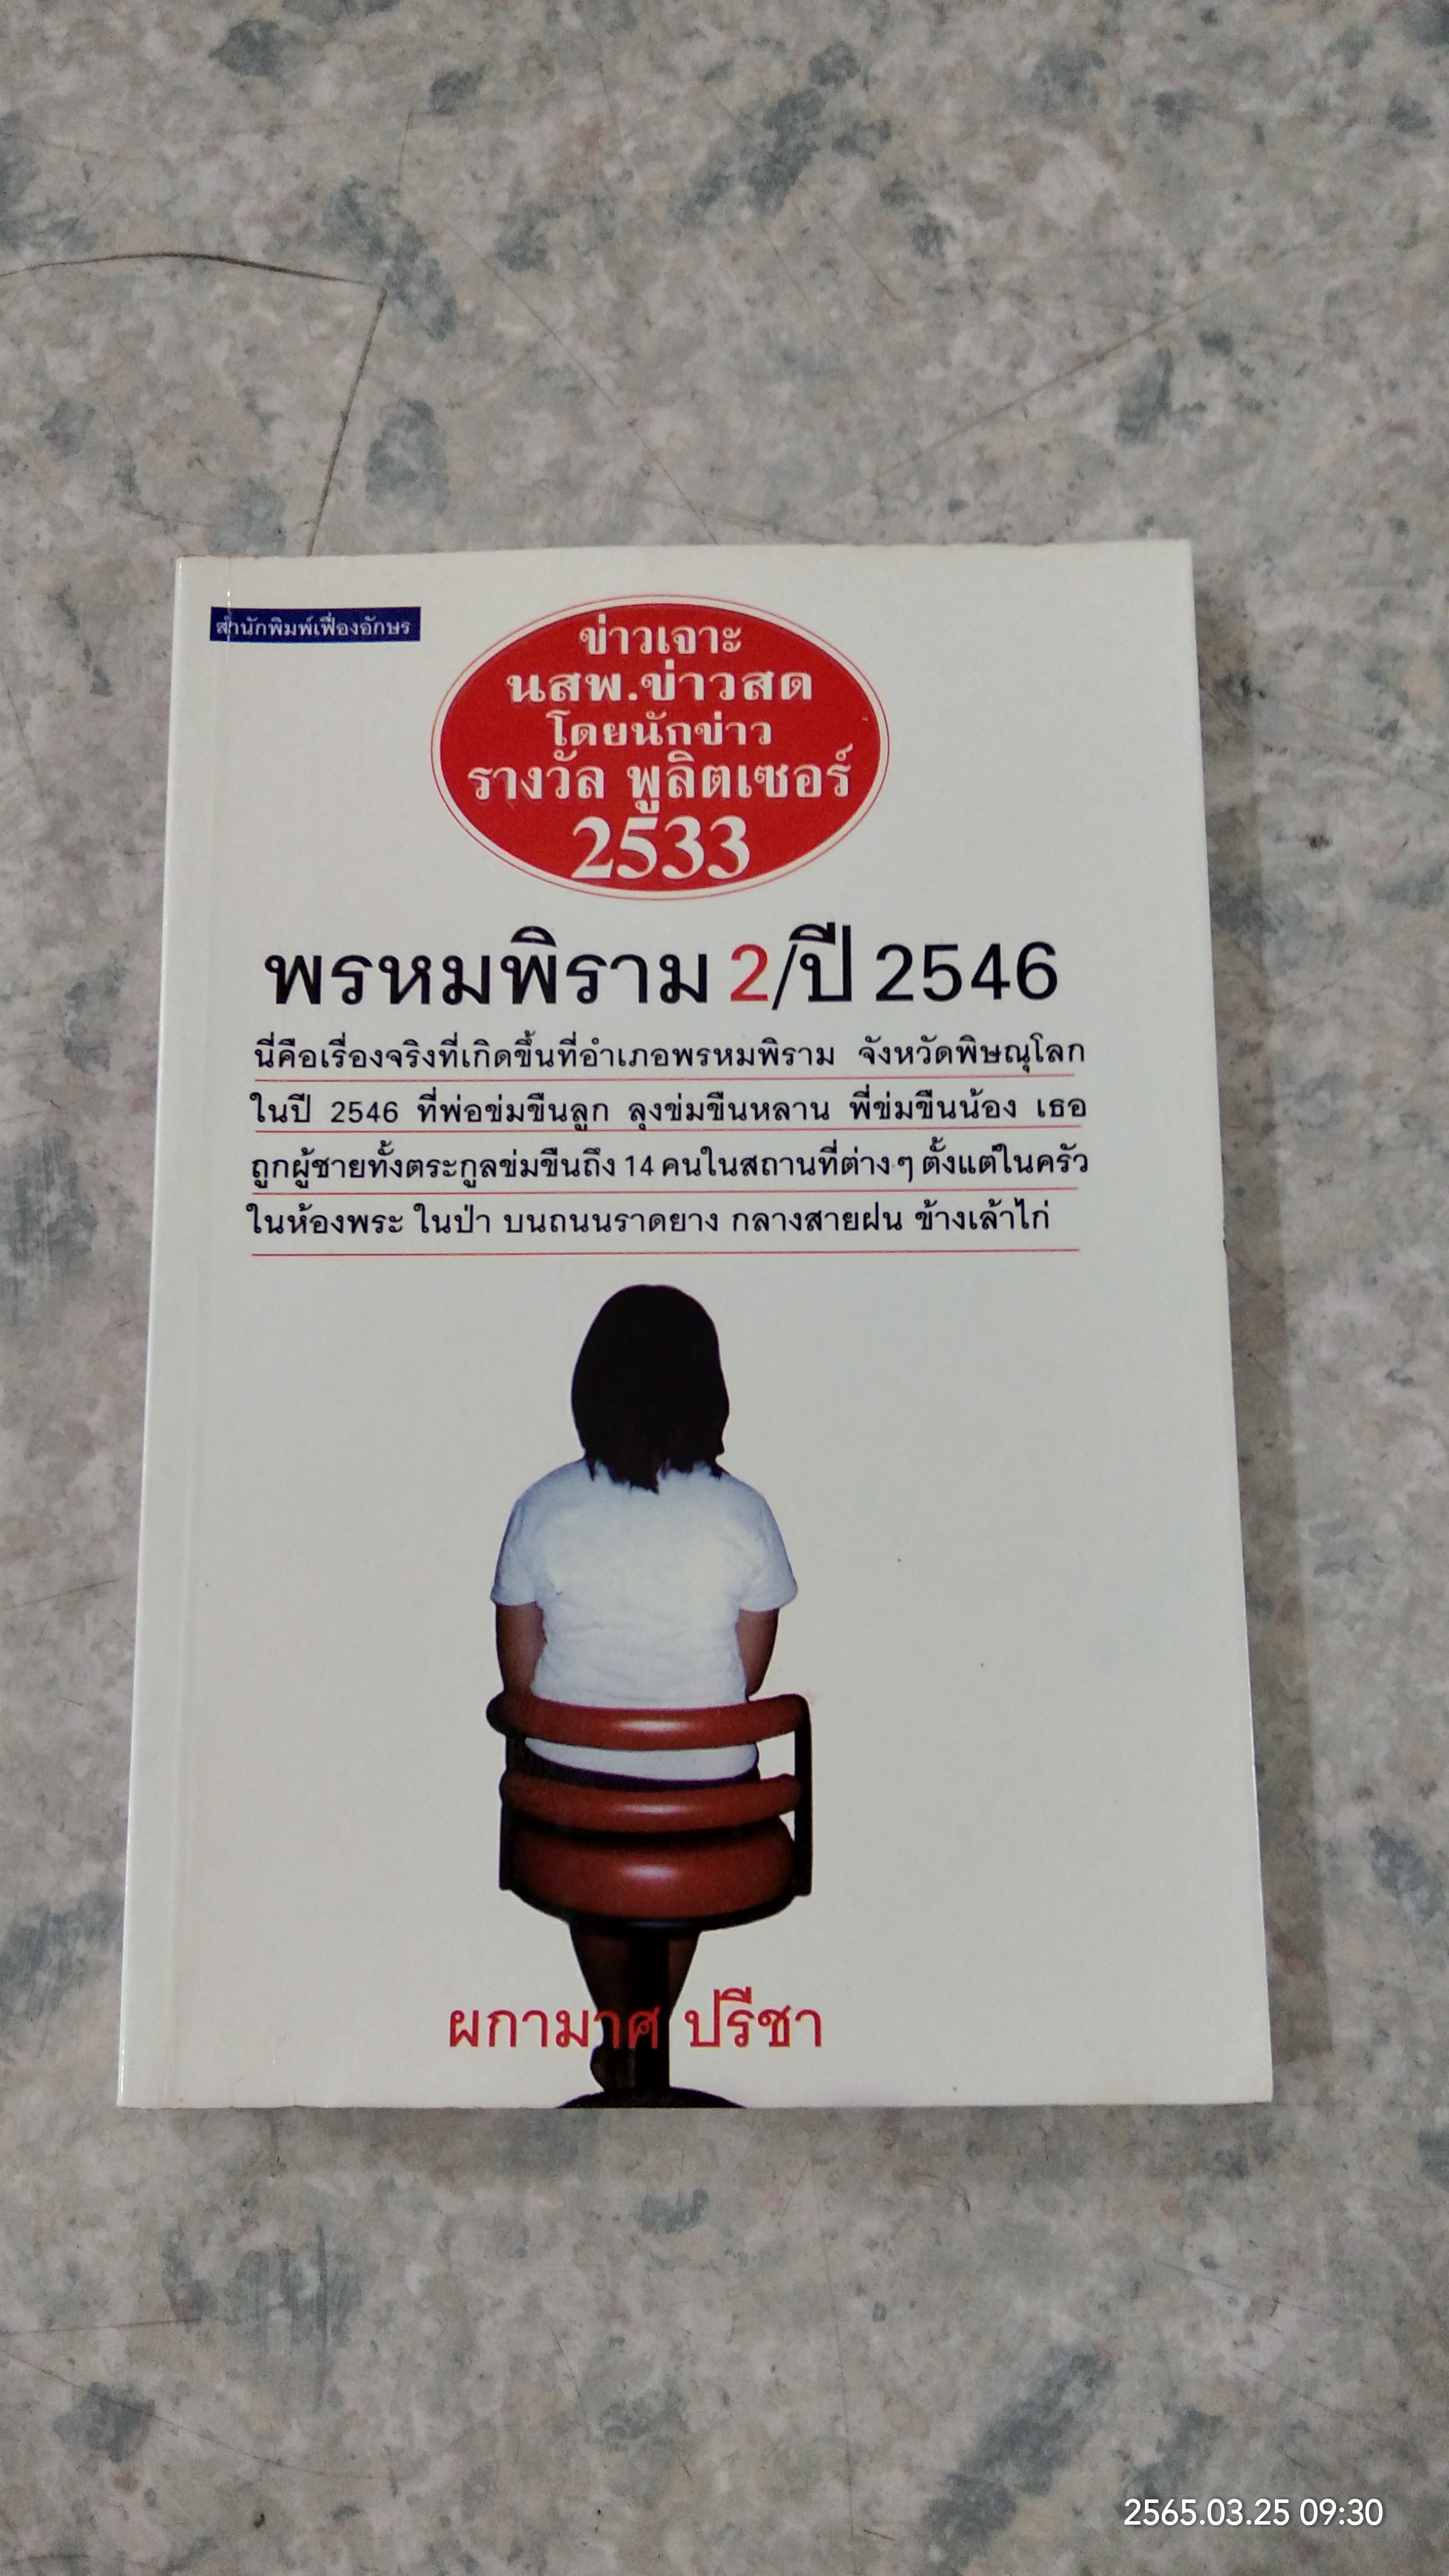 สำนักพิมพ์เฟื่องอักษร
ข่าวเจาะ
นสพ.ข่าวสด
โดยนักข่าว
รางวัล พูลิตเซอร์
2533
พรหมพิราม 2/ปี 2546
นี่คือเรื่องจริงที่เกิดขึ้นที่อำเภอพรหมพิราม จังหวัดพิษณุโลก
ในปี 2546 ที่พ่อข่มขืนลูก ลุงข่มขืนหลาน พี่ข่มขืนน้อง เธอ
ถูกผู้ชายทั้งตระกูลข่มขืนถึง 14 คนในสถานที่ต่างๆ ตั้งแต่ในครัว
ในห้องพระ ในป่า บนถนนราดยาง กลางสายฝน ข้างเล้าไก่
ผกามาศ ปรีชา
2565.03.25 09:30